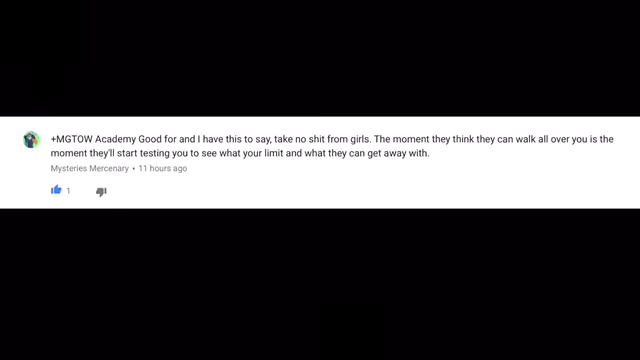 +MGTOW Academy Good for and I have this to say, take no shit from girls. The moment they think they can walk all over you is the
moment they'll start testing you to see what your limit and what they can get away with.
Mysteries Mercenary • 11 hours ago
1